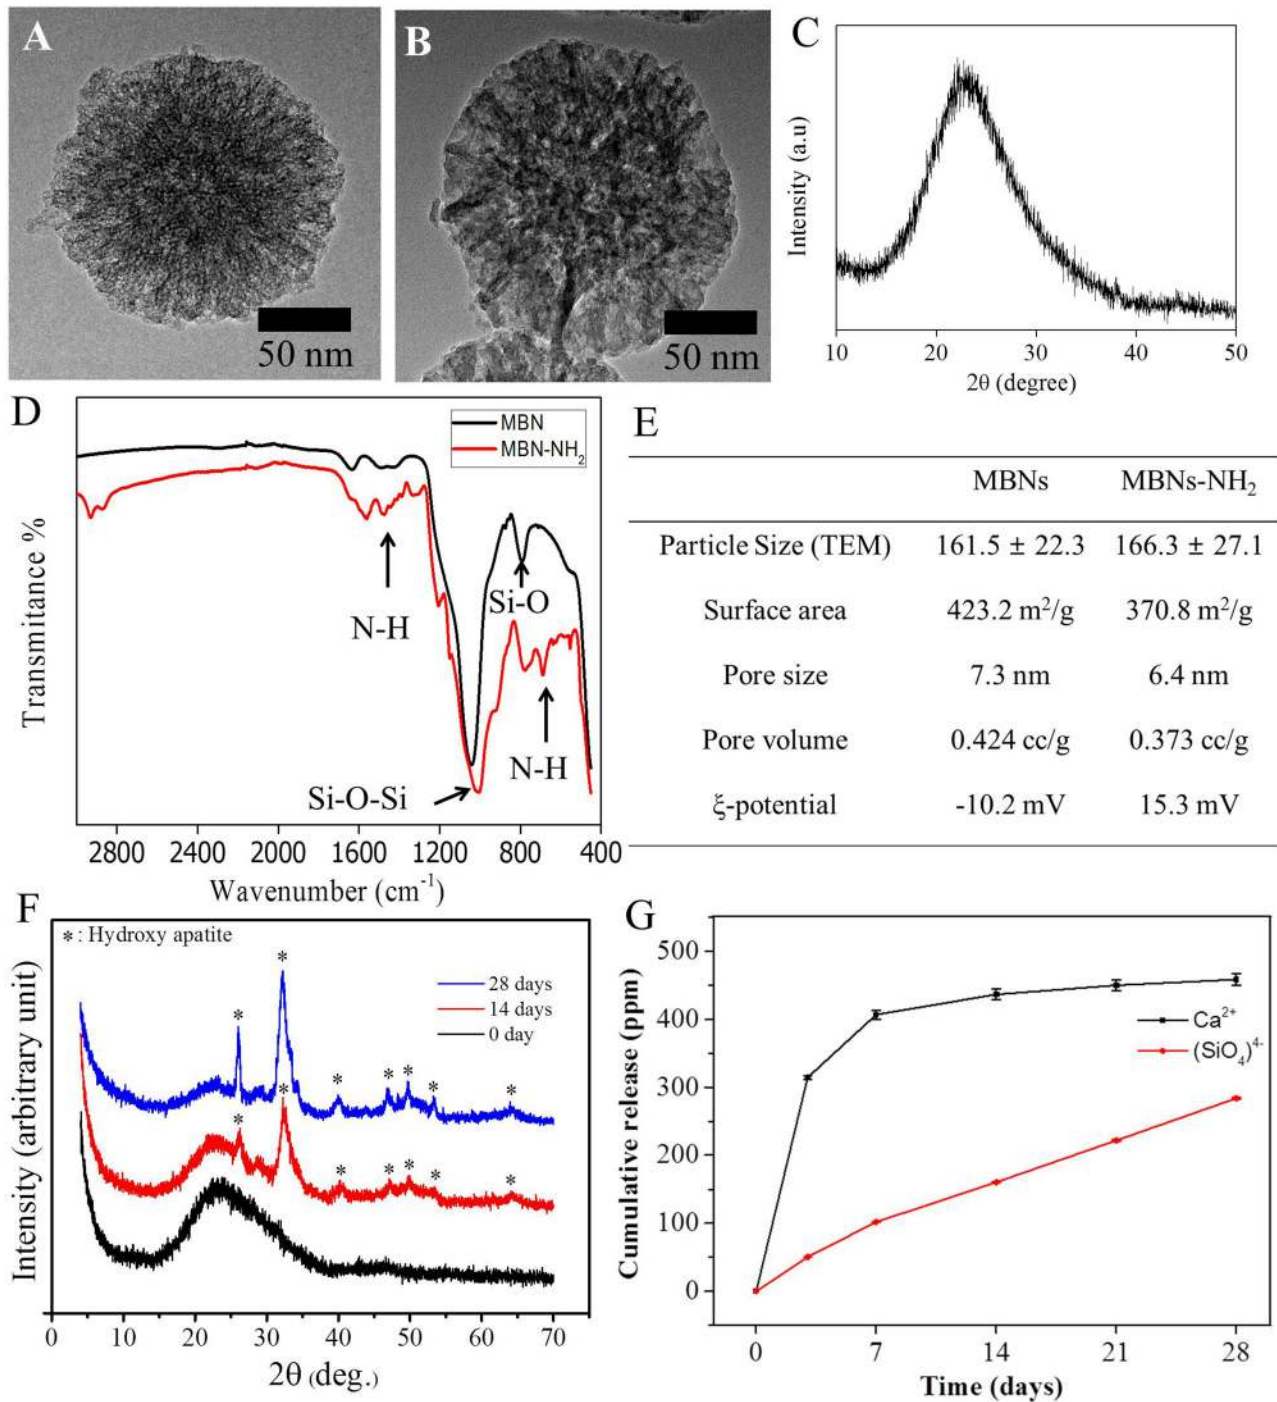 A
50 nm
B
50 nm
C
Intensity (a.u)
10 20 30 40 50
2θ (degree)
D
MBN
MBN-NH₂
Transmitance %
N-H
Si-O
N-H
Si-O-Si
2800 2400 2000 1600 1200 800 400
Wavenumber (cm⁻¹)
E
MBNs MBNs-NH₂
Particle Size (TEM) 161.5 ± 22.3 166.3 ± 27.1
Surface area 423.2 m²/g 370.8 m²/g
Pore size 7.3 nm 6.4 nm
Pore volume 0.424 cc/g 0.373 cc/g
ξ-potential -10.2 mV 15.3 mV
F
* : Hydroxy apatite
28 days
14 days
0 day
* * * * * * *
* * * * * * *
Intensity (arbitrary unit)
0 10 20 30 40 50 60 70
2θ (deg.)
G
500
400
300
200
100
0
Ca²⁺
(SiO₄)⁴⁻
Cumulative release (ppm)
0 7 14 21 28
Time (days)